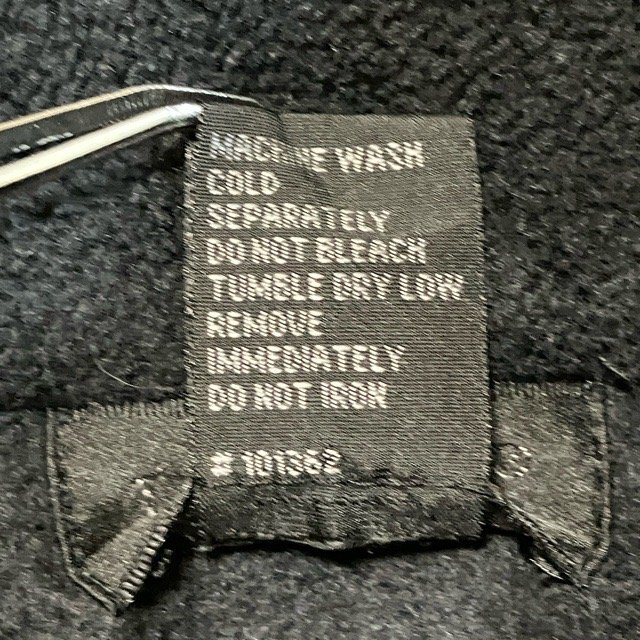 MACHINE WASH
COLD
SEPARATELY
DO NOT BLEACH
TUMBLE DRY LOW
REMOVE
IMMEDIATELY
DO NOT IRON
# 101362